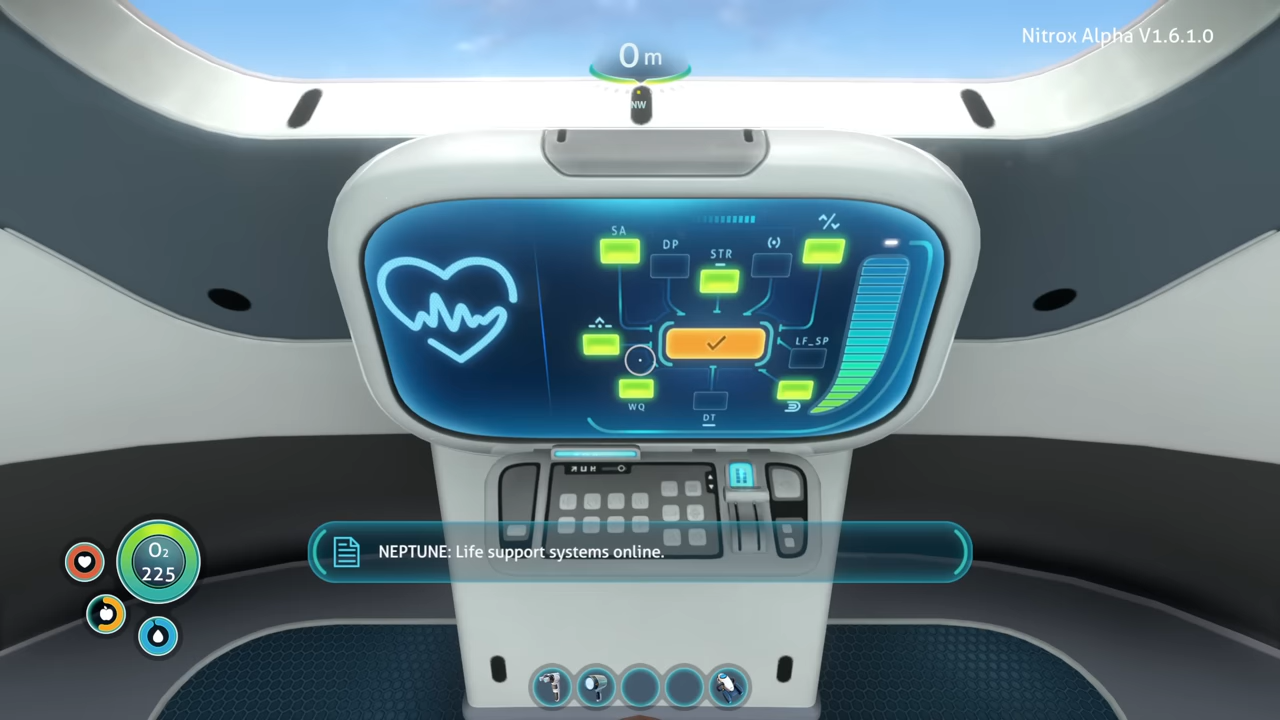 Nitrox Alpha V1.6.1.0
0 m
NW
SA
DP
STR
LF_SP
WQ
DT
NEPTUNE: Life support systems online.
O₂
225